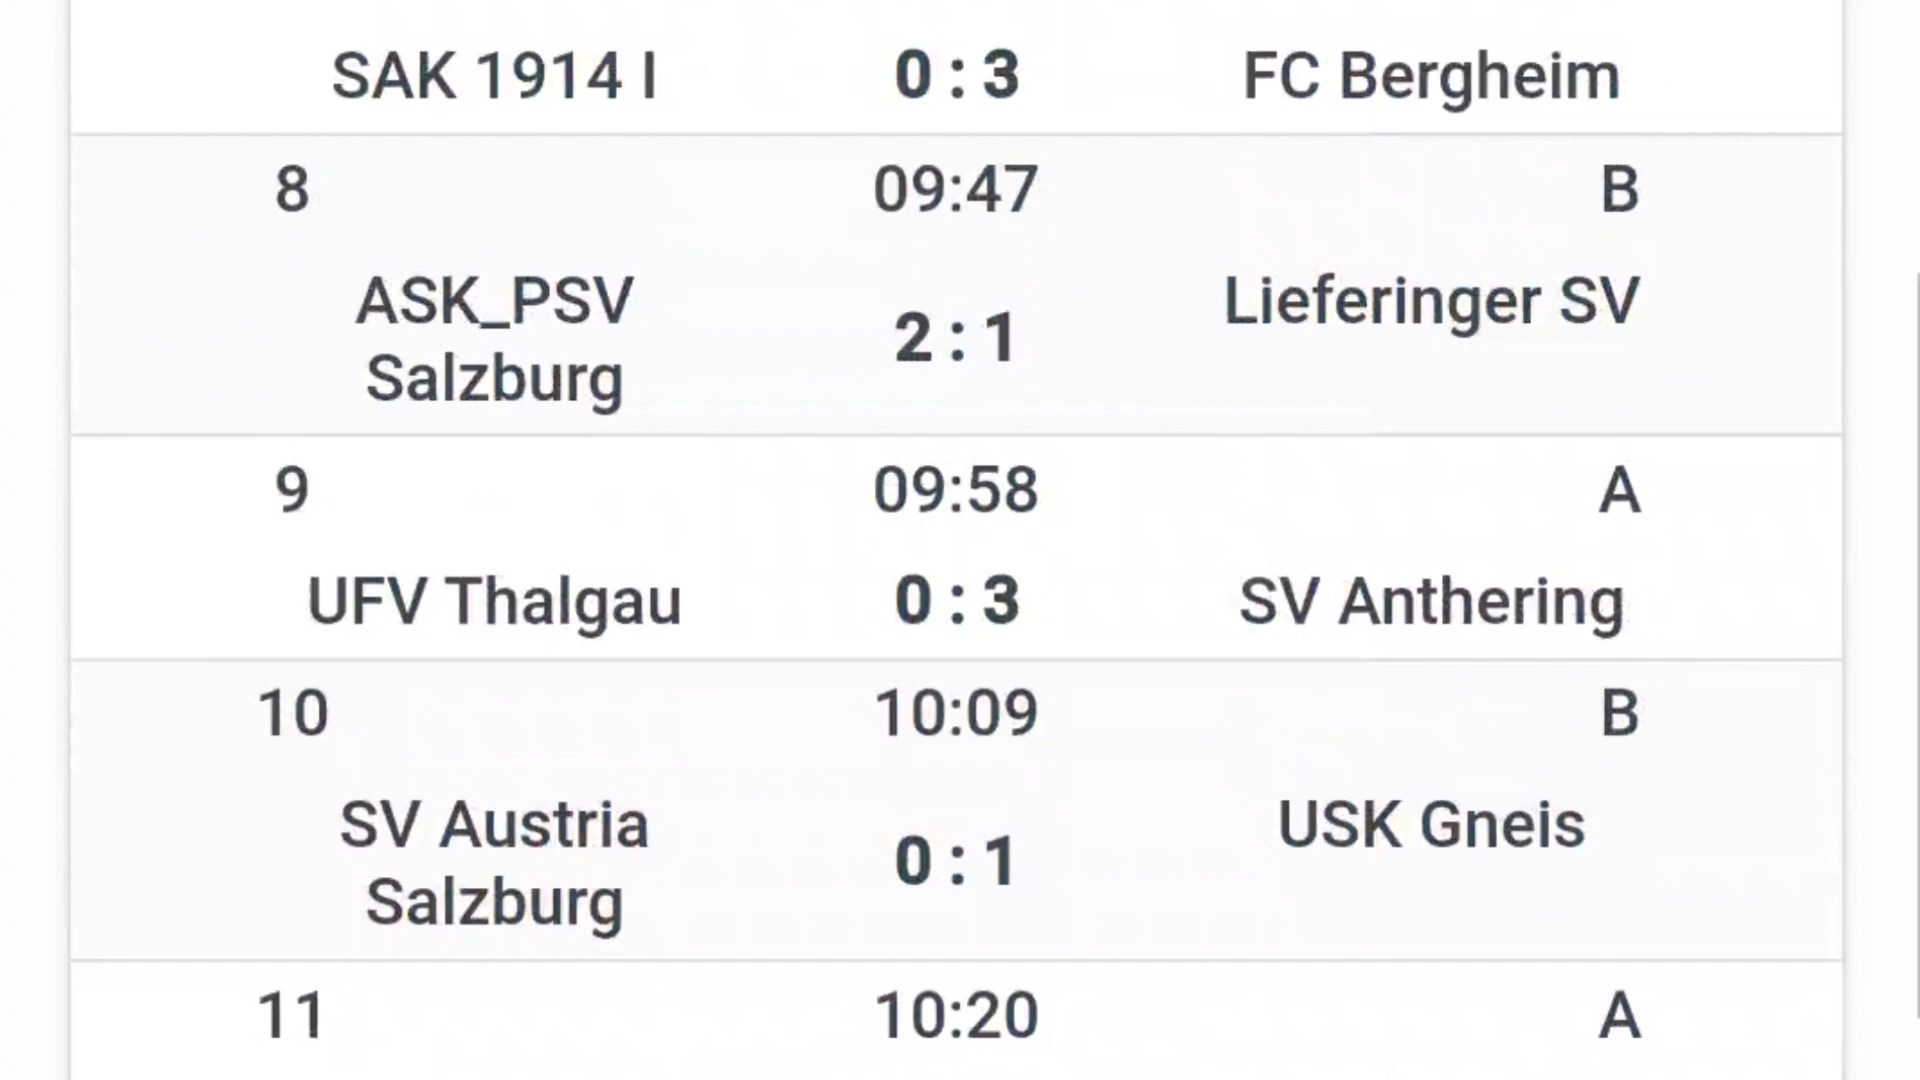 SAK 1914 I 0 : 3 FC Bergheim
8 09:47 B
ASK_PSV Salzburg 2 : 1 Lieferinger SV
9 09:58 A
UFV Thalgau 0 : 3 SV Anthering
10 10:09 B
SV Austria Salzburg 0 : 1 USK Gneis
11 10:20 A